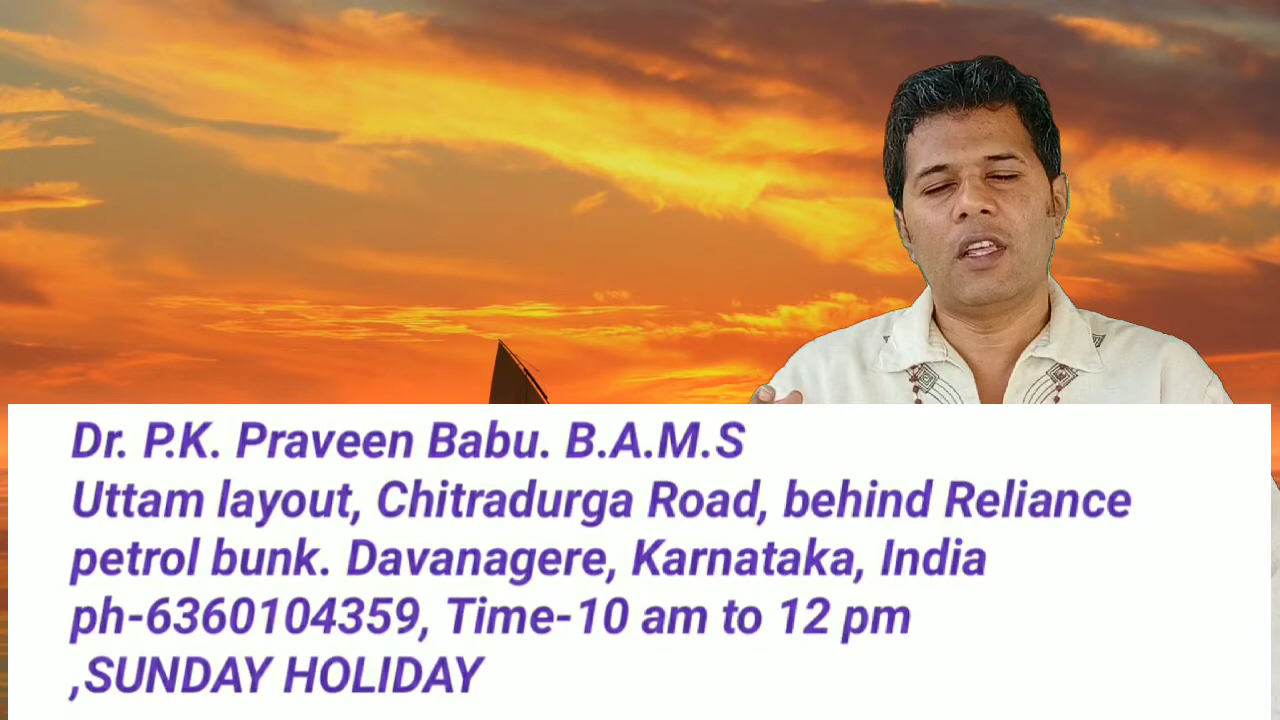 Dr. P.K. Praveen Babu. B.A.M.S
Uttam layout, Chitradurga Road, behind Reliance
petrol bunk. Davanagere, Karnataka, India
ph-6360104359, Time-10 am to 12 pm
,SUNDAY HOLIDAY